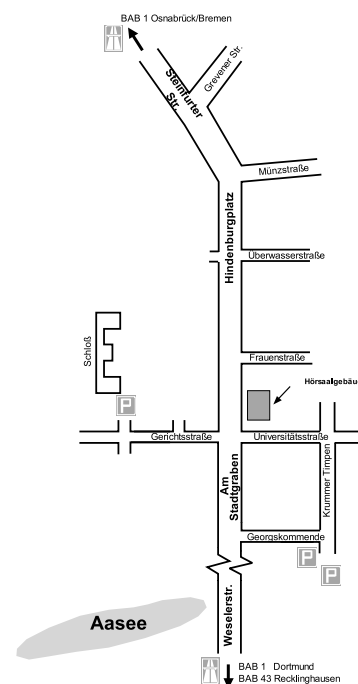 BAB 1 Osnabrück/Bremen
Grevener Str.
Steinfurter
Str.
Münzstraße
Hindenburgplatz
Überwasserstraße
Schloß
Frauenstraße
Hörsaalgebäu
P
Gerichtsstraße
Universitätsstraße
Krummer Timpen
Am
Stadtgraben
Georgskommende
P
P
Weselerstr.
Aasee
BAB 1 Dortmund
BAB 43 Recklinghausen